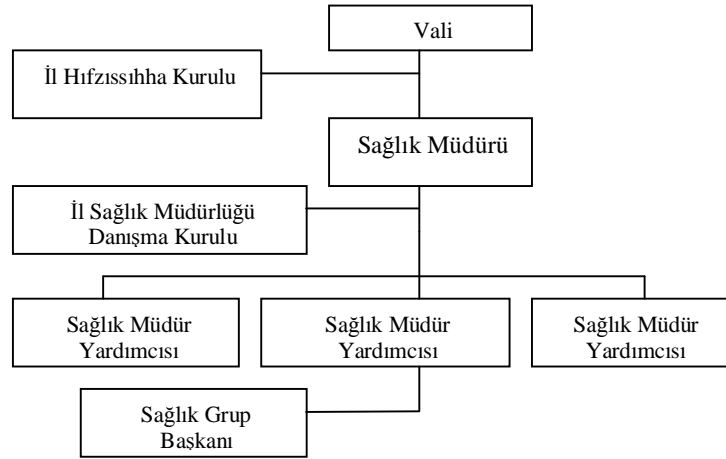 Vali
İl Hıfzıssıhha Kurulu
Sağlık Müdürü
İl Sağlık Müdürlüğü
Danışma Kurulu
Sağlık Müdür
Yardımcısı
Sağlık Müdür
Yardımcısı
Sağlık Müdür
Yardımcısı
Sağlık Grup
Başkanı